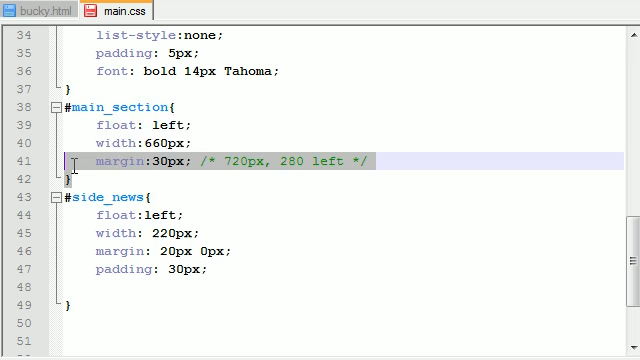 bucky.html main.css
34 list-style:none;
35 padding: 5px;
36 font: bold 14px Tahoma;
37 }
38 #main_section{
39 float: left;
40 width:660px;
41 margin:30px; /* 720px, 280 left */
42 }
43 #side_news{
44 float:left;
45 width: 220px;
46 margin: 20px 0px;
47 padding: 30px;
48
49 }
50
51